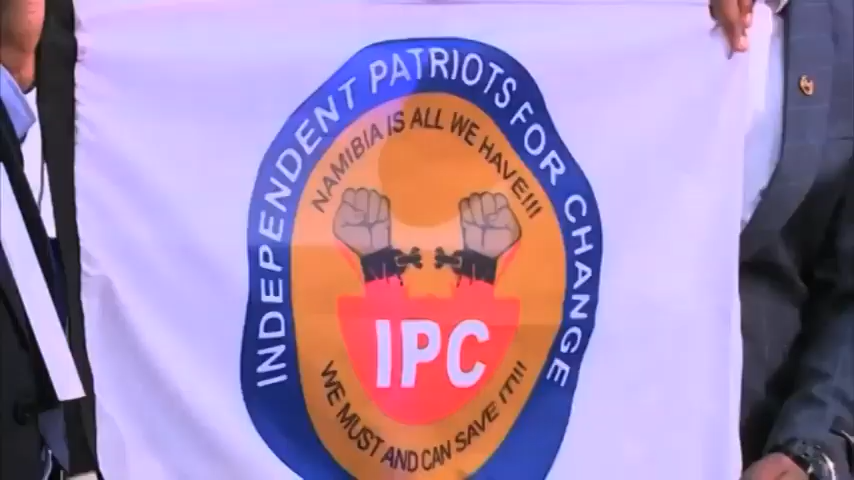 INDEPENDENT PATRIOTS FOR CHANGE
NAMIBIA IS ALL WE HAVE!!!
IPC
WE MUST AND CAN SAVE IT!!!